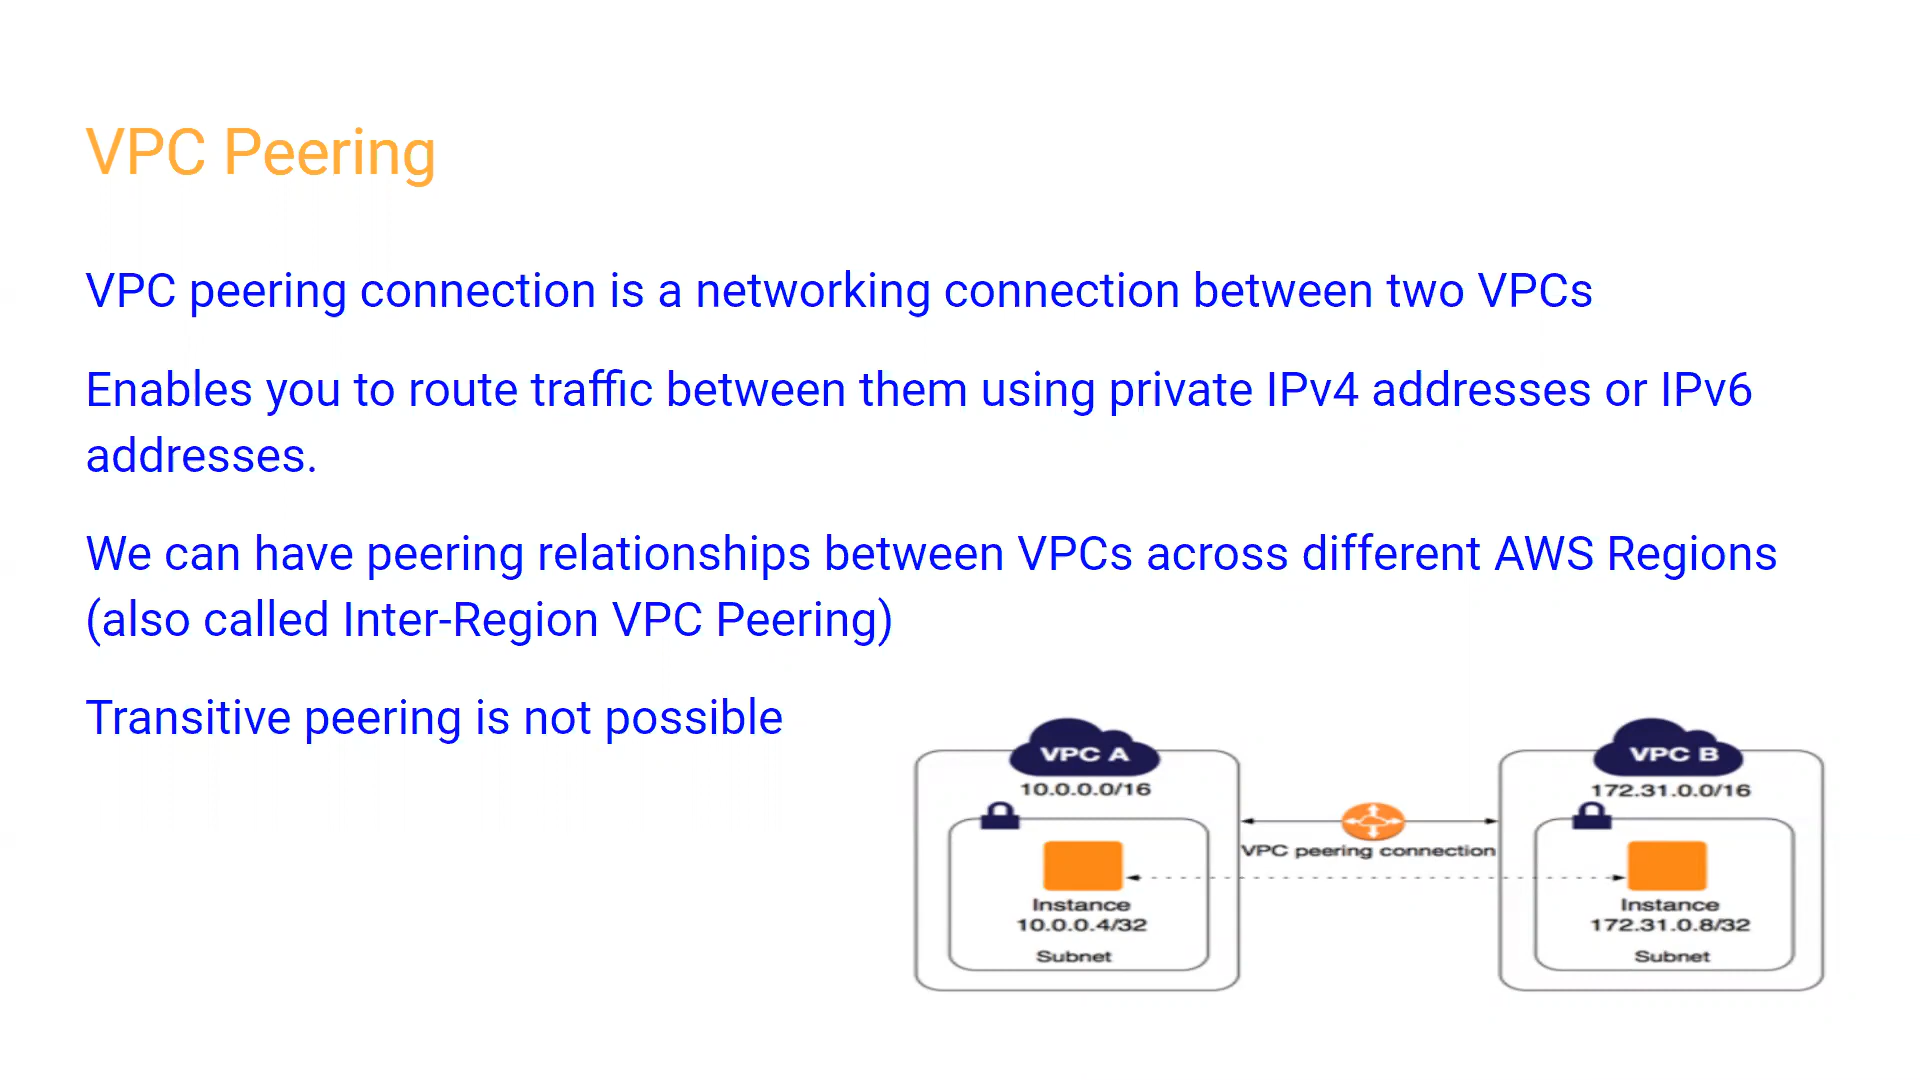 VPC Peering
VPC peering connection is a networking connection between two VPCs
Enables you to route traffic between them using private IPv4 addresses or IPv6
addresses.
We can have peering relationships between VPCs across different AWS Regions
(also called Inter-Region VPC Peering)
Transitive peering is not possible
VPC A
10.0.0.0/16
Instance
10.0.0.4/32
Subnet
VPC peering connection
VPC B
172.31.0.0/16
Instance
172.31.0.8/32
Subnet